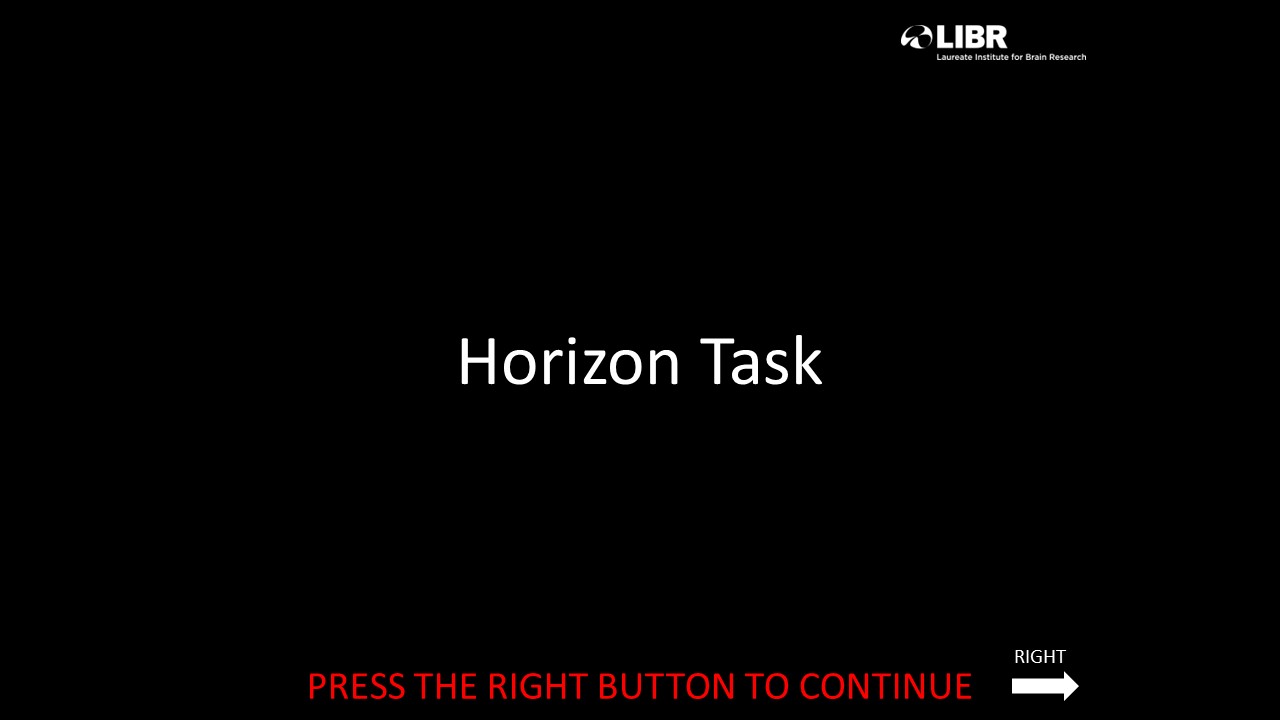 LIBR
Laureate Institute for Brain Research
Horizon Task
RIGHT
PRESS THE RIGHT BUTTON TO CONTINUE